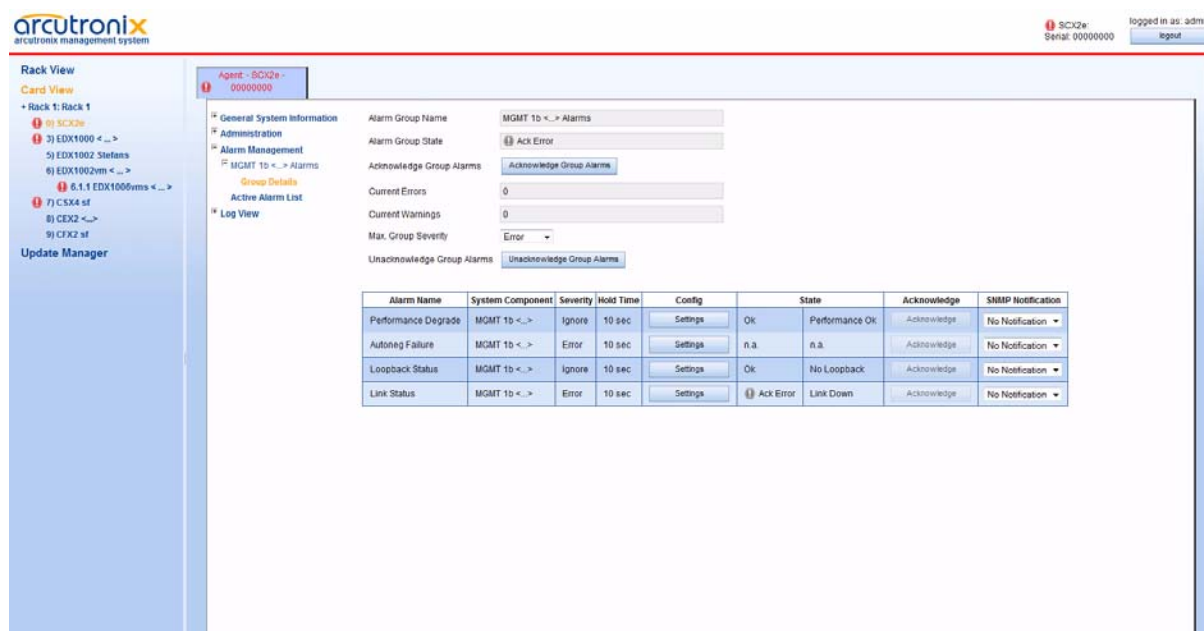 arcutronix
arcutronix management system
SCX2e:
Serial: 00000000
logged in as: adm
logout
Rack View
Card View
+ Rack 1: Rack 1
0) SCX2e
3) EDX1000 < ... >
5) EDX1002 Stefans
6) EDX1002vm < ... >
6.1.1 EDX1006vms < ... >
7) CSX4 sf
8) CEX2 <...>
9) CFX2 sf
Update Manager
Agent - SCX2e -
00000000
General System Information
Administration
Alarm Management
MGMT 1b <...> Alarms
Group Details
Active Alarm List
Log View
Alarm Group Name MGMT 1b <...> Alarms
Alarm Group State Ack Error
Acknowledge Group Alarms Acknowledge Group Alarms
Current Errors 0
Current Warnings 0
Max. Group Severity Error
Unacknowledge Group Alarms Unacknowledge Group Alarms
Alarm Name System Component Severity Hold Time Config State Acknowledge SNMP Notification
Performance Degrade MGMT 1b <...> Ignore 10 sec Settings Ok Performance Ok Acknowledge No Notification
Autoneg Failure MGMT 1b <...> Error 10 sec Settings n.a. n.a. Acknowledge No Notification
Loopback Status MGMT 1b <...> Ignore 10 sec Settings Ok No Loopback Acknowledge No Notification
Link Status MGMT 1b <...> Error 10 sec Settings Ack Error Link Down Acknowledge No Notification